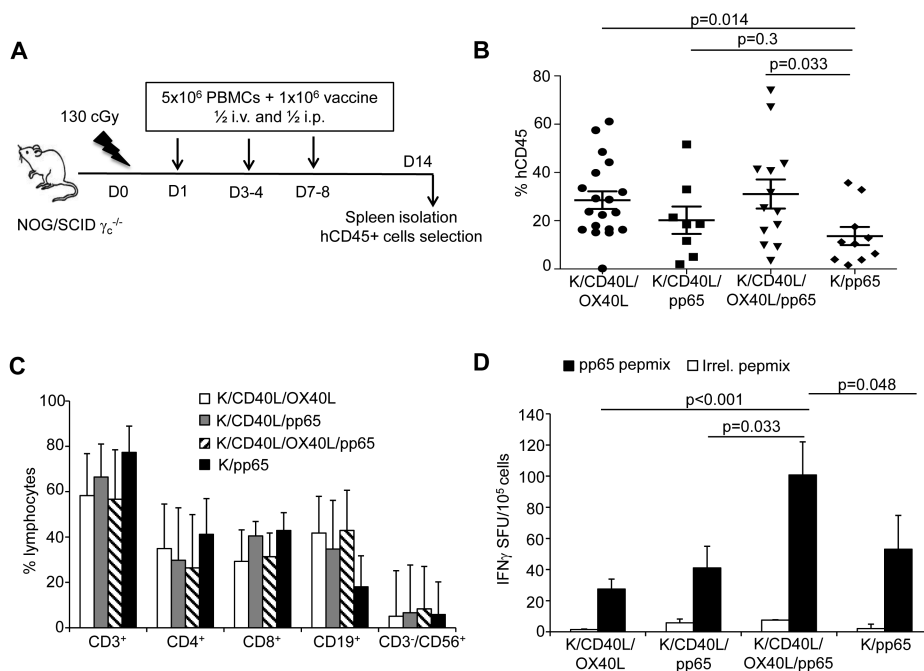 A
130 cGy
5x10⁶ PBMCs + 1x10⁶ vaccine
½ i.v. and ½ i.p.
D0
D1
D3-4
D7-8
D14
NOG/SCID γc⁻/⁻
Spleen isolation
hCD45+ cells selection
B
p=0.014
p=0.3
p=0.033
% hCD45
80
60
40
20
0
K/CD40L/
OX40L
K/CD40L/
pp65
K/CD40L/
OX40L/pp65
K/pp65
C
K/CD40L/OX40L
K/CD40L/pp65
K/CD40L/OX40L/pp65
K/pp65
% lymphocytes
100
80
60
40
20
0
CD3⁺
CD4⁺
CD8⁺
CD19⁺
CD3⁻/CD56⁺
D
pp65 pepmix
Irrel. pepmix
p=0.048
p<0.001
p=0.033
IFNγ SFU/10⁵ cells
140
120
100
80
60
40
20
0
K/CD40L/
OX40L
K/CD40L/
pp65
K/CD40L/
OX40L/pp65
K/pp65